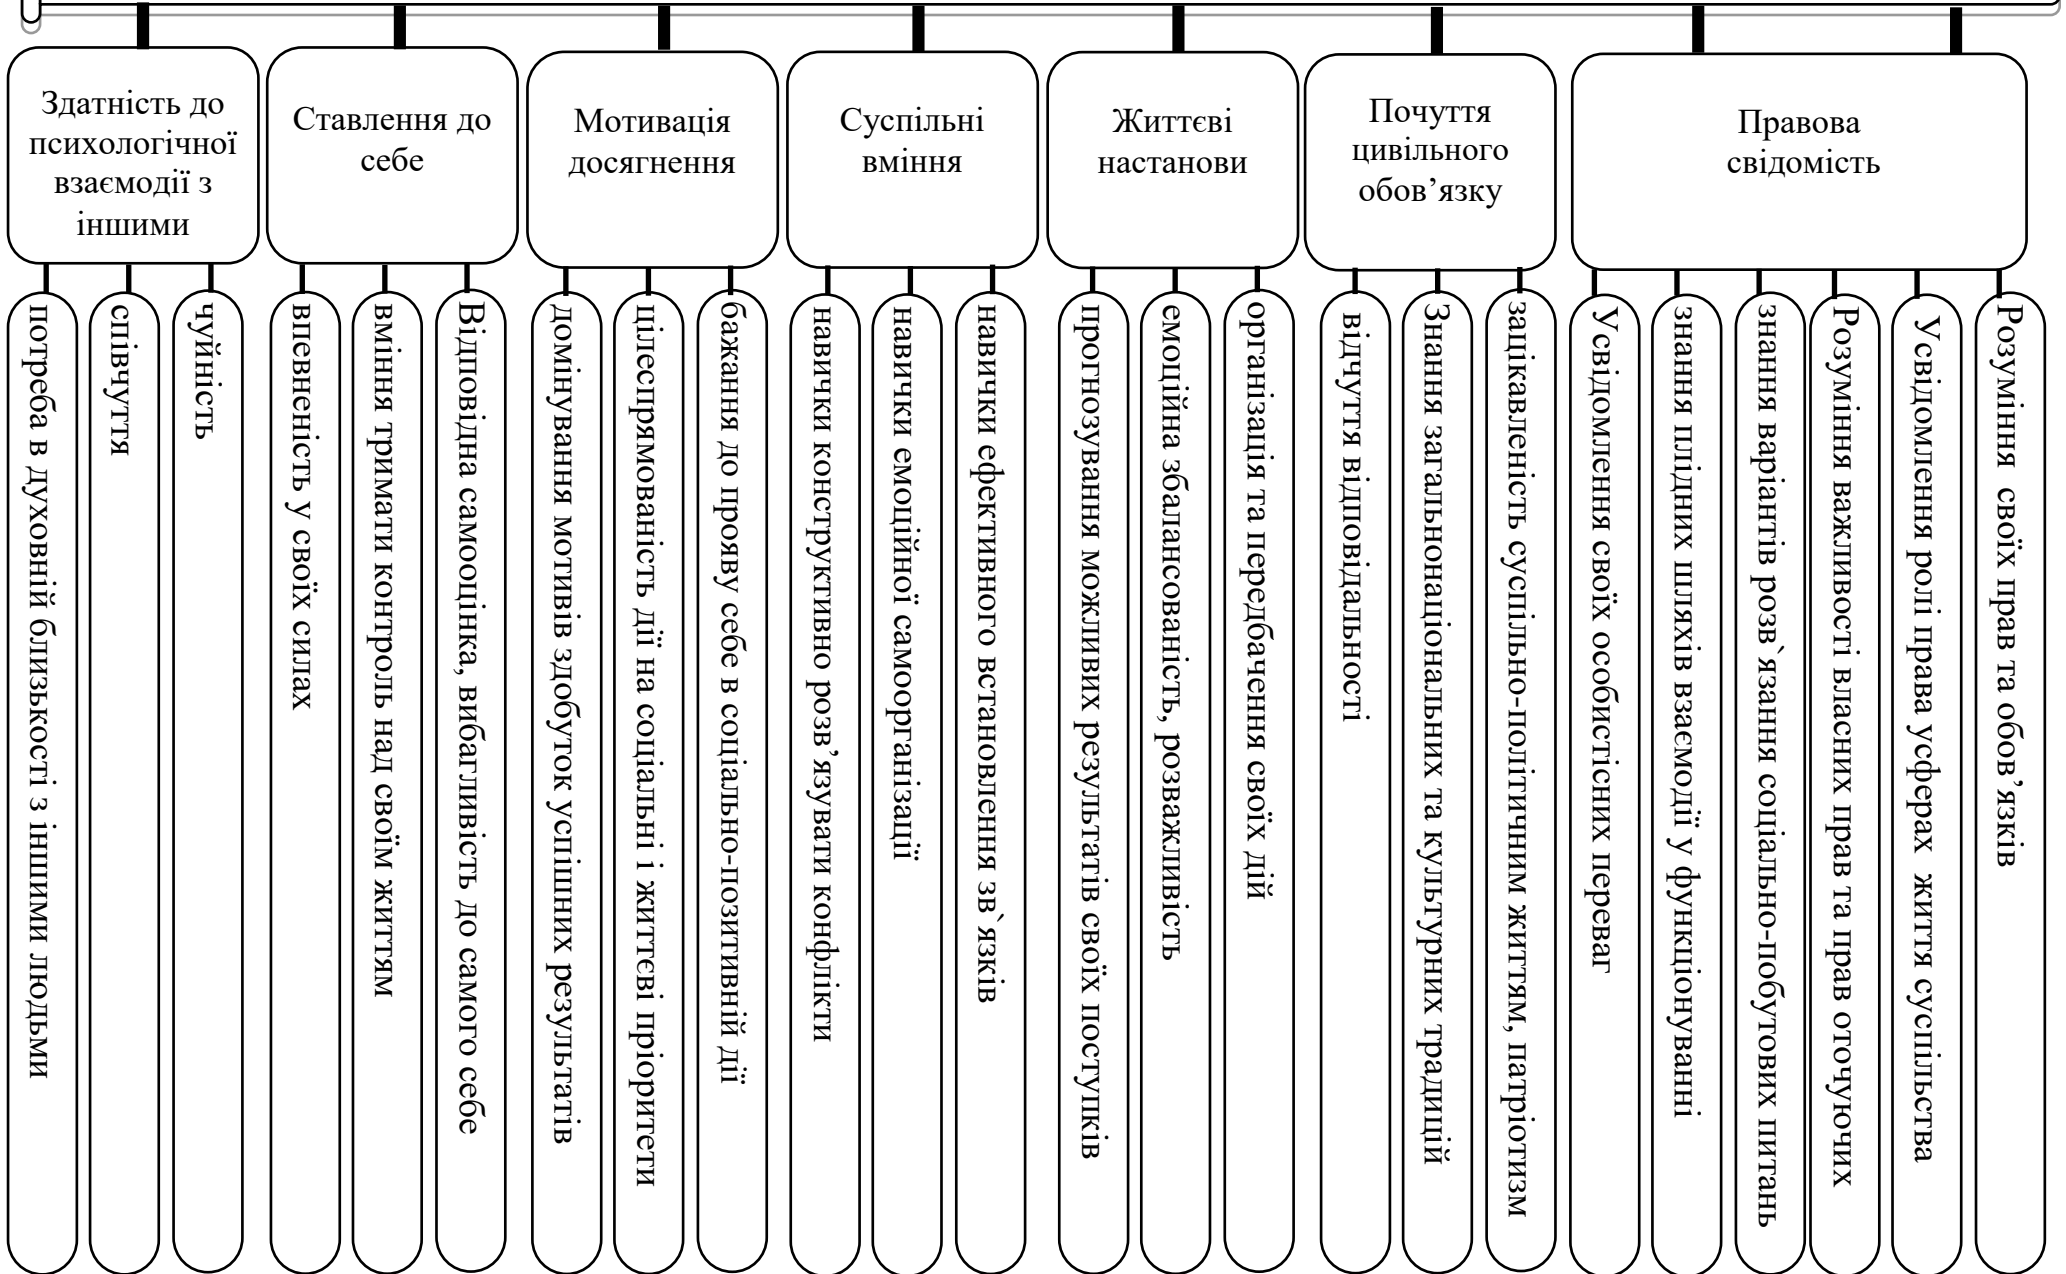 Здатність до
психологічної
взаємодії з
іншими
Ставлення до
себе
Мотивація
досягнення
Суспільні
вміння
Життєві
настанови
Почуття
цивільного
обов’язку
Правова
свідомість
потреба в духовній близькості з іншими людьми
співчуття
чуйність
впевненість у своїх силах
вміння тримати контроль над своїм життям
Відповідна самооцінка, вибагливість до самого себе
домінування мотивів здобуток успішних результатів
цілеспрямованість дії на соціальні і життєві пріоритети
бажання до прояву себе в соціально-позитивній дії
навички конструктивно розв’язувати конфлікти
навички емоційної самоорганізації
навички ефективного встановлення зв`язків
прогнозування можливих результатів своїх поступків
емоційна збалансованість, розважливість
організація та передбачення своїх дій
відчуття відповідальності
Знання загальнонаціональних та культурних традицій
зацікавленість суспільно-політичним життям, патріотизм
Усвідомлення своїх особистісних переваг
знання плідних шляхів взаємодії у функціонуванні
знання варіантів розв`язання соціально-побутових питань
Розуміння важливості власних прав та прав оточуючих
Усвідомлення ролі права усферах життя суспільства
Розуміння своїх прав та обов’язків